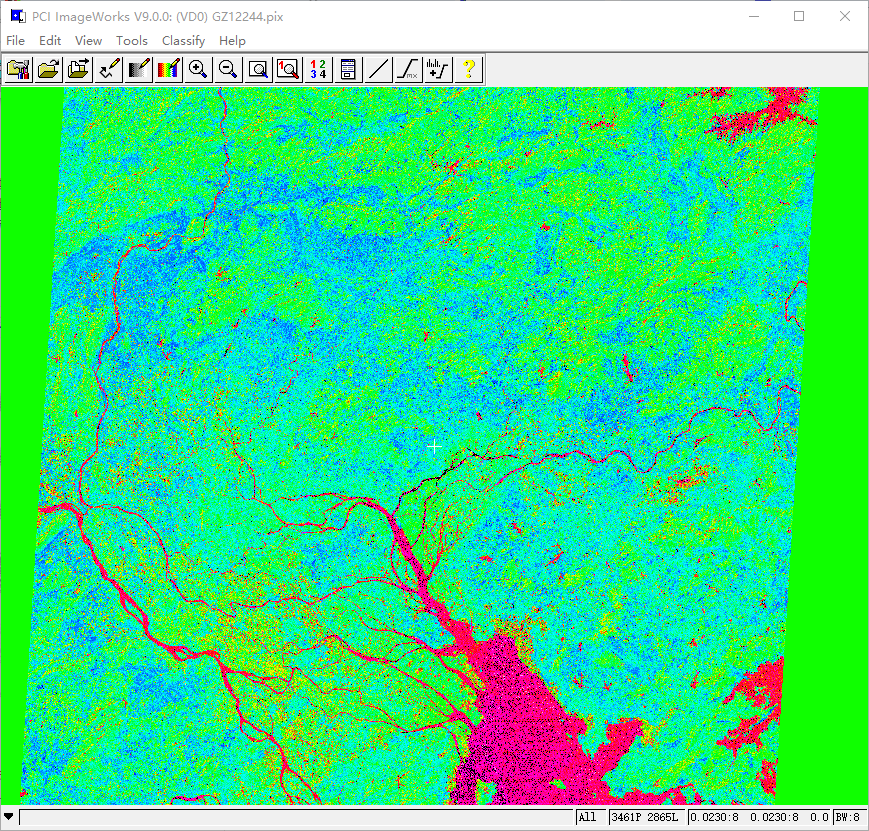 PCI ImageWorks V9.0.0: (VD0) GZ12244.pix
File Edit View Tools Classify Help
1 1 2 3 4 mx ?
All 3461P 2865L 0.0230:8 0.0230:8 0.0 BW:8